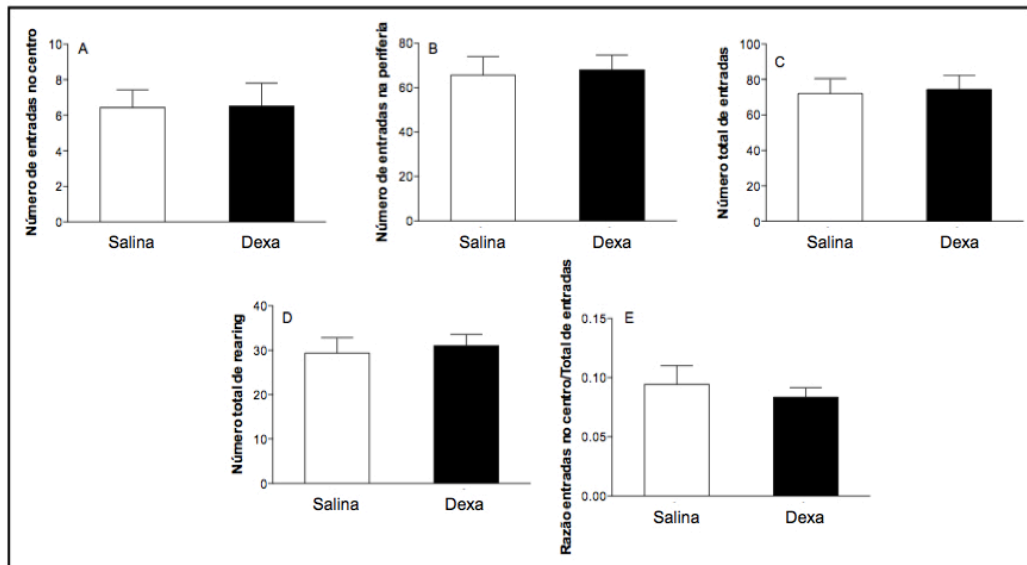 A
Número de entradas no centro
10
8
6
4
2
0
Salina
Dexa
B
Número de entradas na periferia
80
60
40
20
0
Salina
Dexa
C
Número total de entradas
100
80
60
40
20
0
Salina
Dexa
D
Número total de rearing
40
30
20
10
0
Salina
Dexa
E
Razão entradas no centro/Total de entradas
0.15
0.10
0.05
0.00
Salina
Dexa